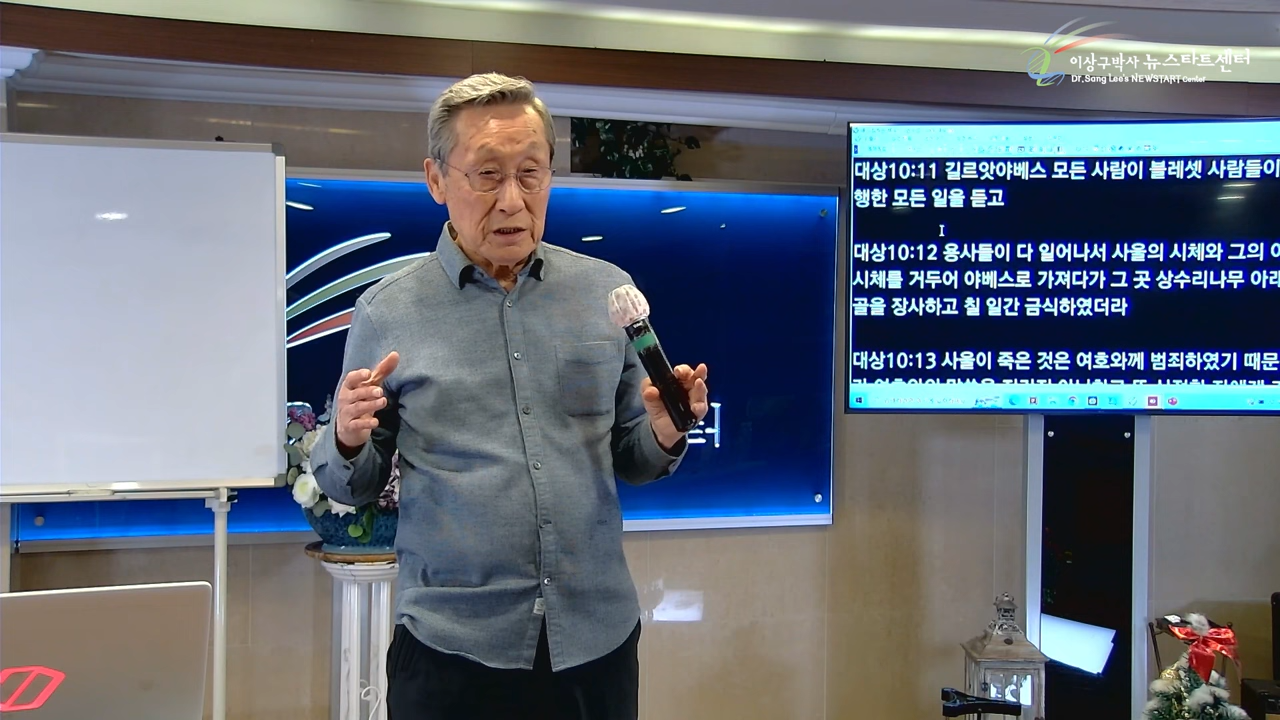 이상구박사 뉴스타트센터
Dr. Sang Lee's NEWSTART Center
대상10:11 길르앗야베스 모든 사람이 블레셋 사람들이
행한 모든 일을 듣고
대상10:12 용사들이 다 일어나서 사울의 시체와 그의
시체를 거두어 야베스로 가져다가 그 곳 상수리나무 아래
골을 장사하고 칠 일간 금식하였더라
대상10:13 사울이 죽은 것은 여호와께 범죄하였기 때문
터